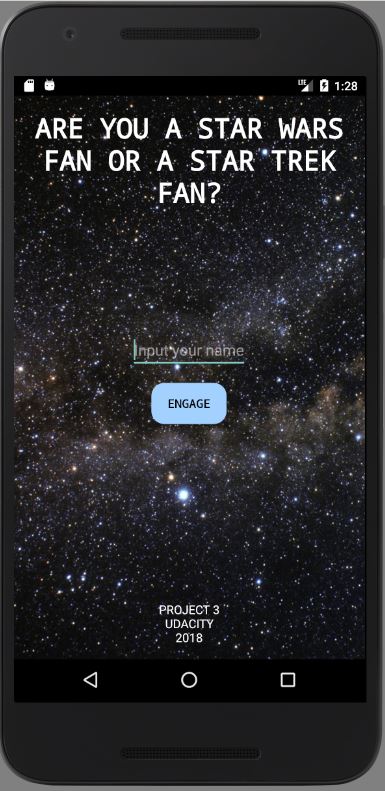 LTE 1:28
ARE YOU A STAR WARS
FAN OR A STAR TREK
FAN?
Input your name
ENGAGE
PROJECT 3
UDACITY
2018